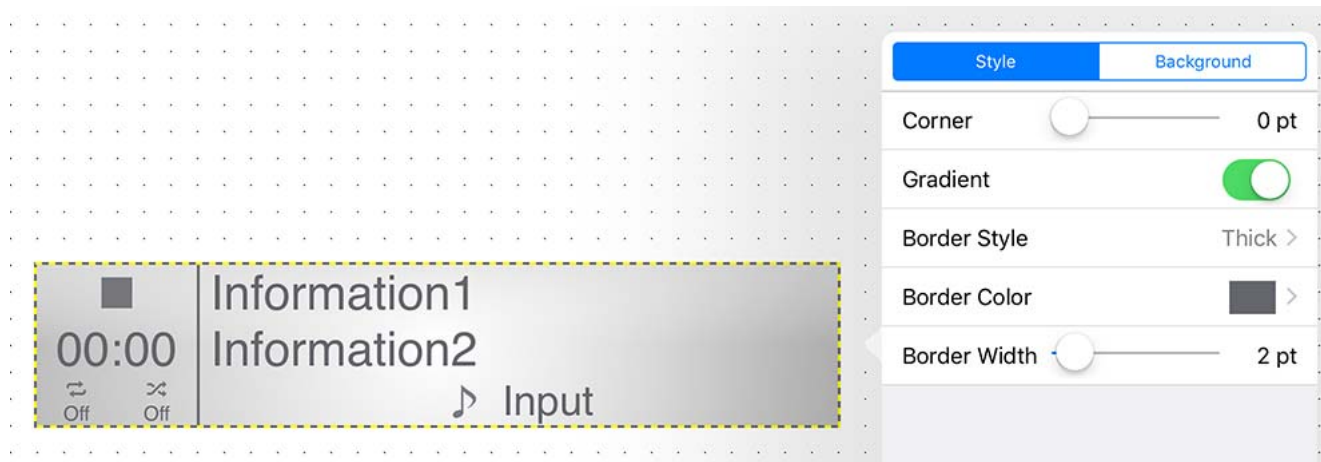 Style Background
Corner 0 pt
Gradient
Border Style Thick >
Border Color >
Border Width 2 pt
Information1
00:00 Information2
Off Off
Input